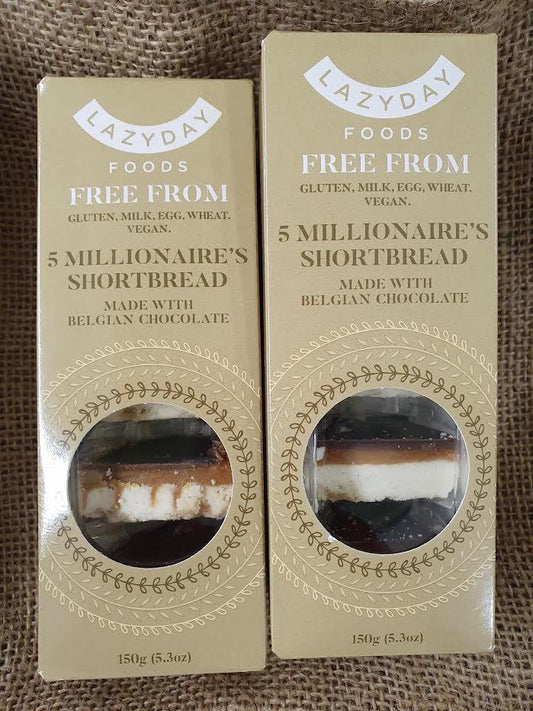 LAZYDAY
FOODS
FREE FROM
GLUTEN, MILK, EGG, WHEAT.
VEGAN.
5 MILLIONAIRE'S
SHORTBREAD
MADE WITH
BELGIAN CHOCOLATE
150g (5.3oz)
LAZYDAY
FOODS
FREE FROM
GLUTEN, MILK, EGG, WHEAT.
VEGAN.
5 MILLIONAIRE'S
SHORTBREAD
MADE WITH
BELGIAN CHOCOLATE
150g (5.3oz)